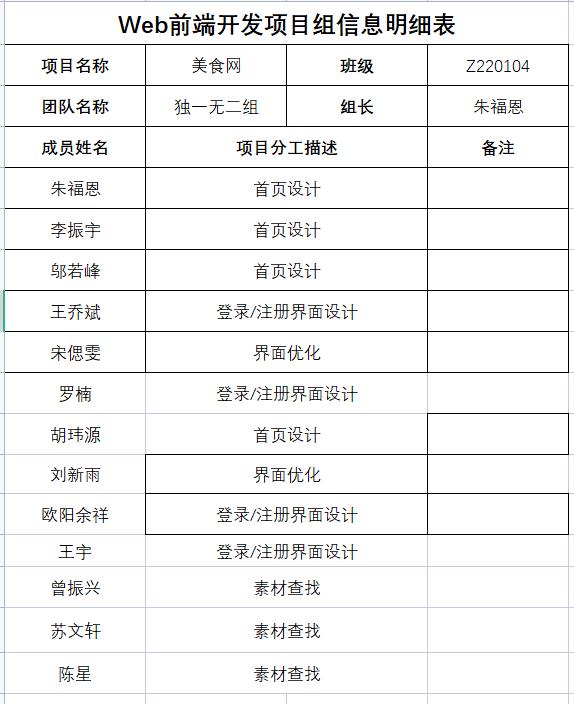 Web前端开发项目组信息明细表
项目名称 美食网 班级 Z220104
团队名称 独一无二组 组长 朱福恩
成员姓名 项目分工描述 备注
朱福恩 首页设计
李振宇 首页设计
邬若峰 首页设计
王乔斌 登录/注册界面设计
宋偲雯 界面优化
罗楠 登录/注册界面设计
胡玮源 首页设计
刘新雨 界面优化
欧阳余祥 登录/注册界面设计
王宇 登录/注册界面设计
曾振兴 素材查找
苏文轩 素材查找
陈星 素材查找